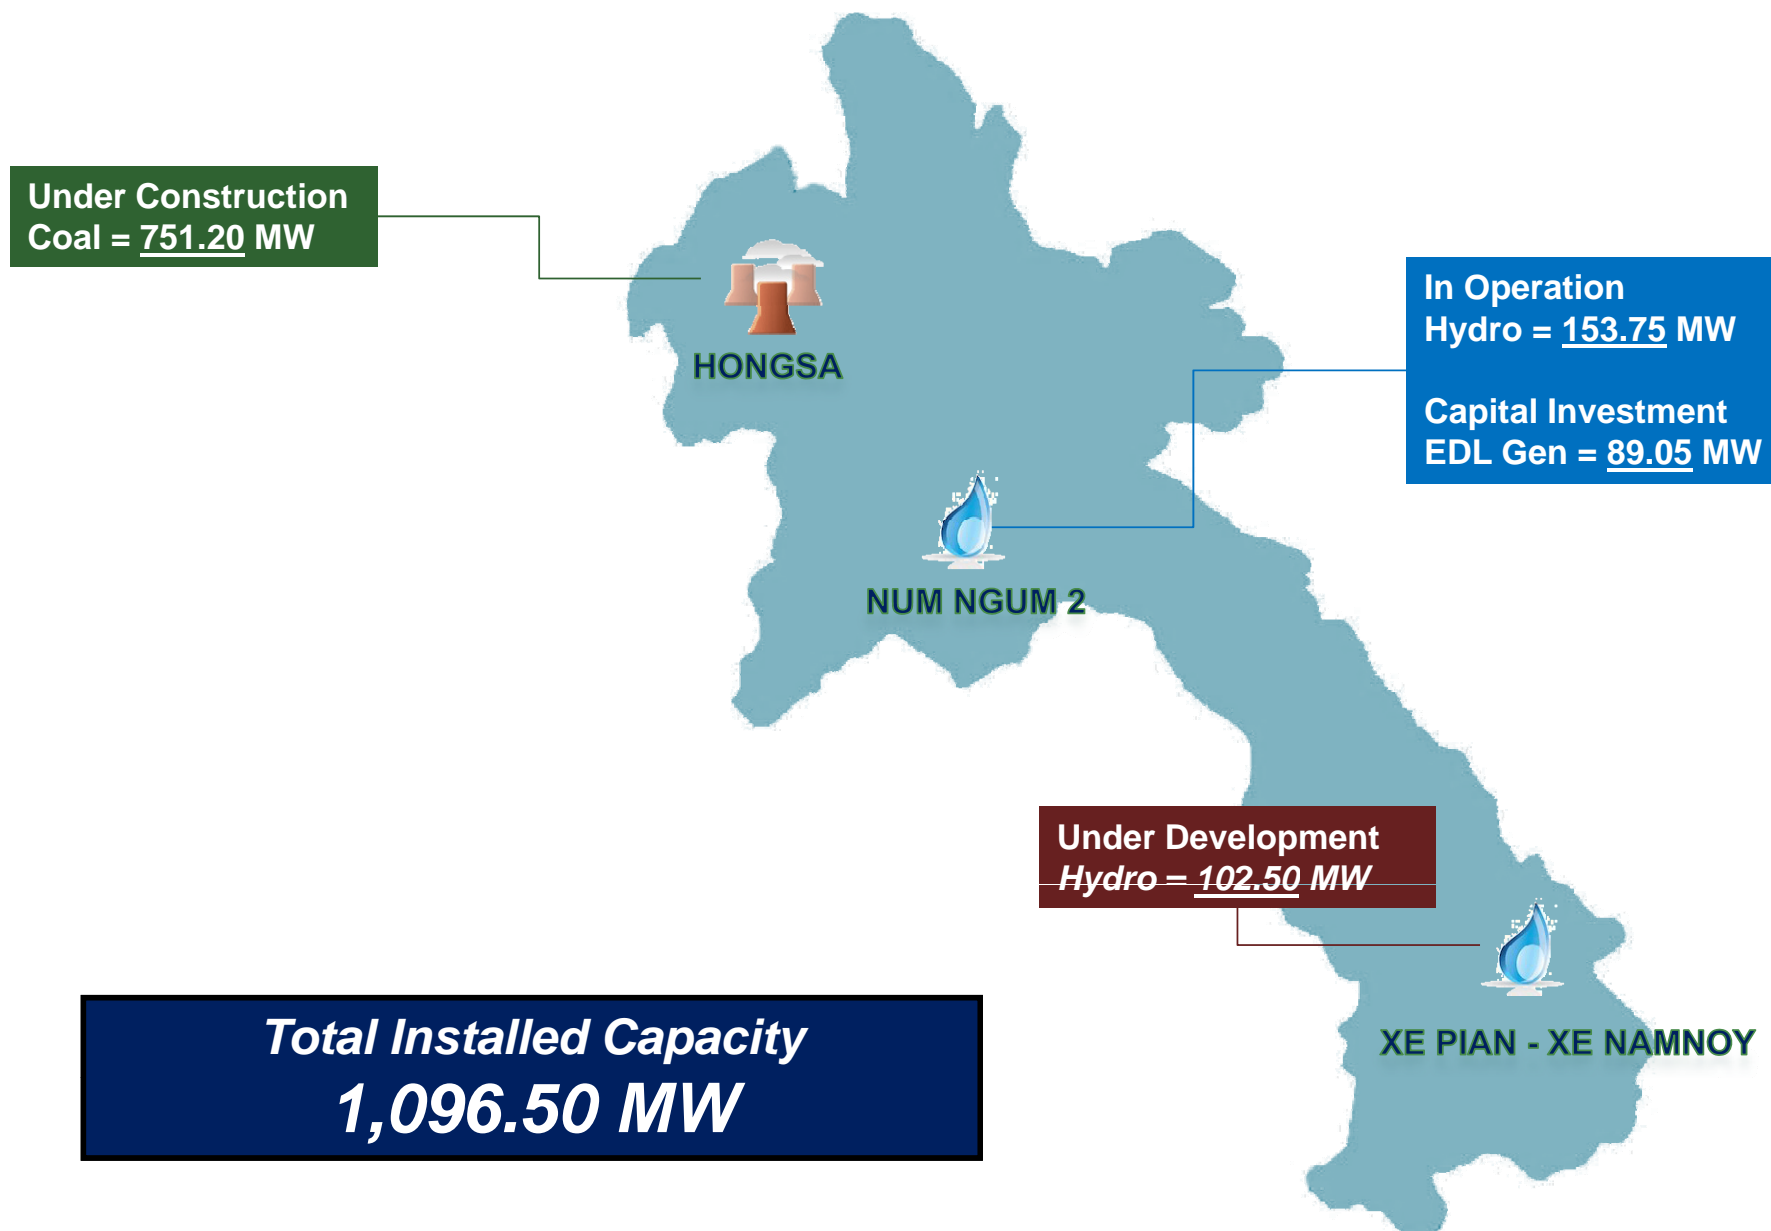 Under Construction
Coal = 751.20 MW
HONGSA
In Operation
Hydro = 153.75 MW
Capital Investment
EDL Gen = 89.05 MW
NUM NGUM 2
Under Development
Hydro = 102.50 MW
XE PIAN - XE NAMNOY
Total Installed Capacity
1,096.50 MW